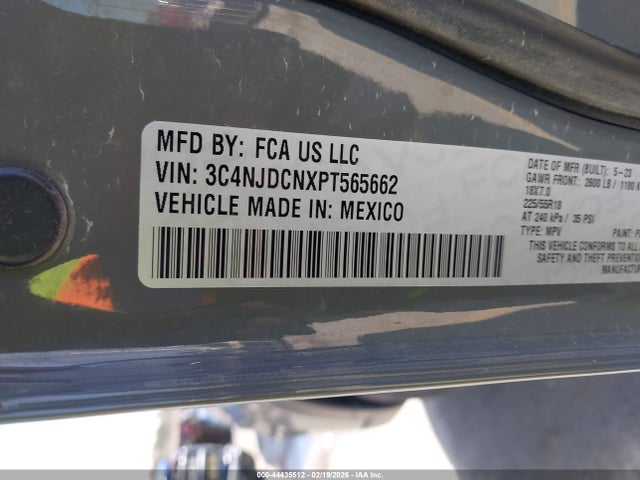 MFD BY: FCA US LLC
VIN: 3C4NJDCNXPT565662
VEHICLE MADE IN: MEXICO
DATE OF MFR (BUILT): 5-23
GAWR FRONT: 2600 LB / 1180
18X7.0
225/55R18
AT 240 kPa / 35 PSI
TYPE: MPV PAINT:
THIS VEHICLE CONFORMS TO ALL
SAFETY AND THEFT PREVENTION
MANUFACTUR
000-44435512 - 02/19/2026 - IAA Inc.